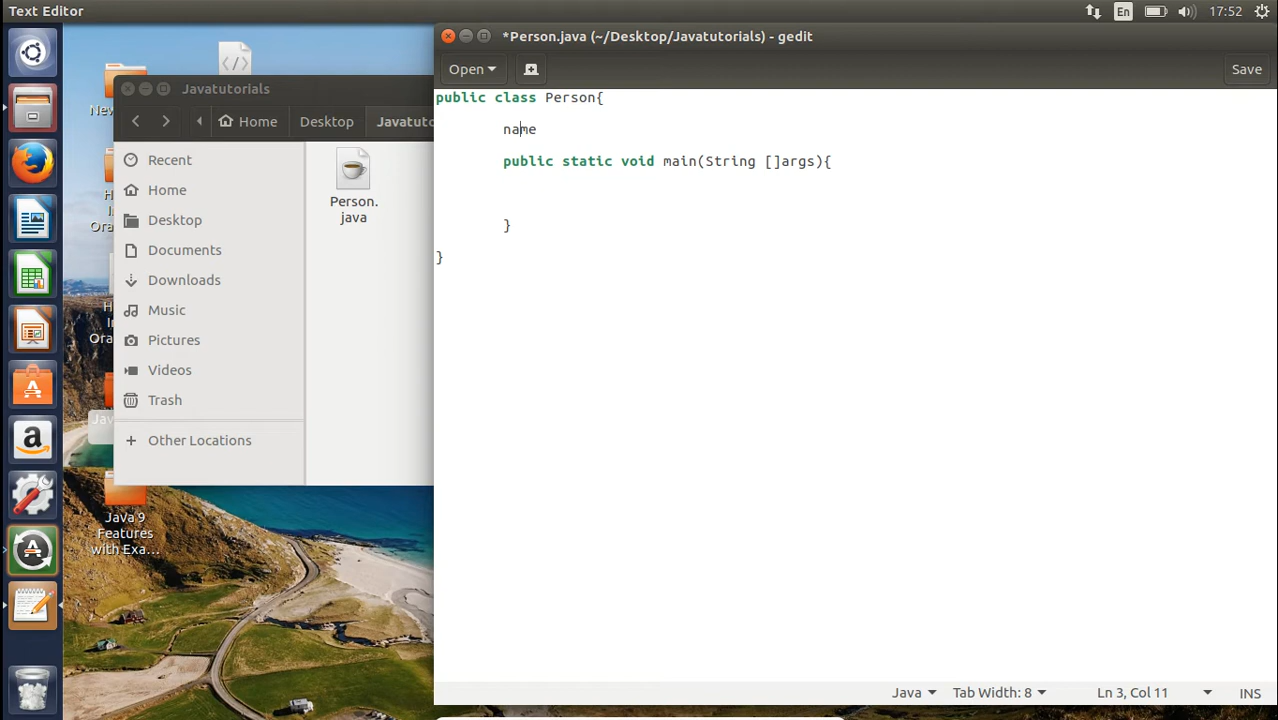 Text Editor
En
17:52
*Person.java (~/Desktop/Javatutorials) - gedit
Open
Save
Javatutorials
Home
Desktop
Recent
Home
Desktop
Documents
Downloads
Music
Pictures
Videos
Trash
+ Other Locations
Person.
java
public class Person{
name
public static void main(String []args){
}
}
Java 9
Features
with Exa...
Java
Tab Width: 8
Ln 3, Col 11
INS